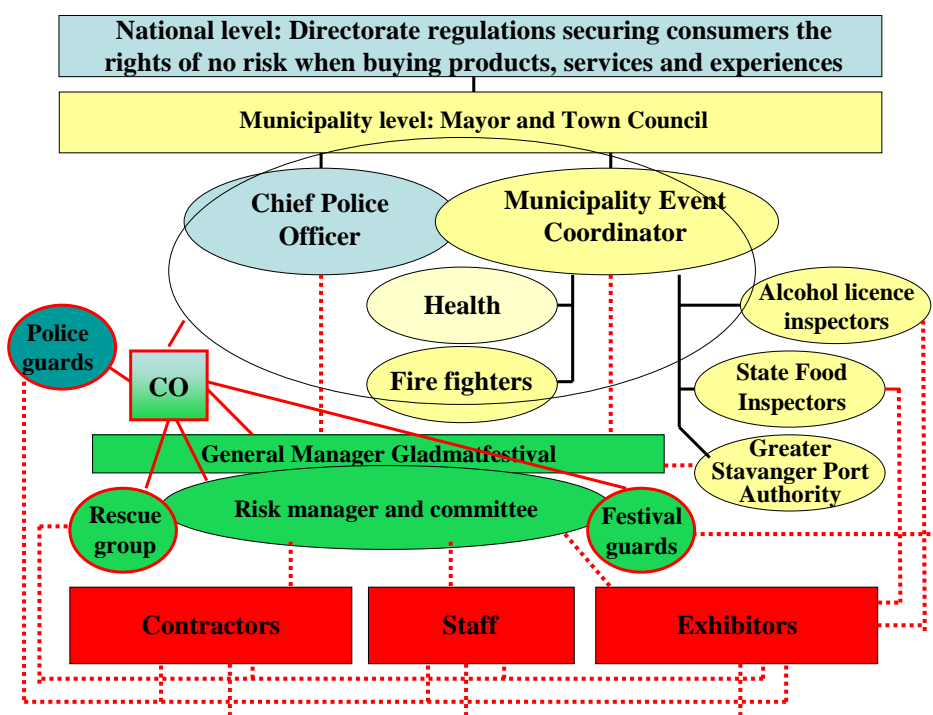 National level: Directorate regulations securing consumers the
rights of no risk when buying products, services and experiences
Municipality level: Mayor and Town Council
Chief Police
Officer
Municipality Event
Coordinator
Health
Alcohol licence
inspectors
Police
guards
CO
Fire fighters
State Food
Inspectors
General Manager Gladmatfestival
Greater
Stavanger Port
Authority
Rescue
group
Risk manager and committee
Festival
guards
Contractors
Staff
Exhibitors